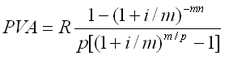 PVA = R \frac{1-(1+i/m)^{-mn}}{p[(1+i/m)^{m/p}-1]}